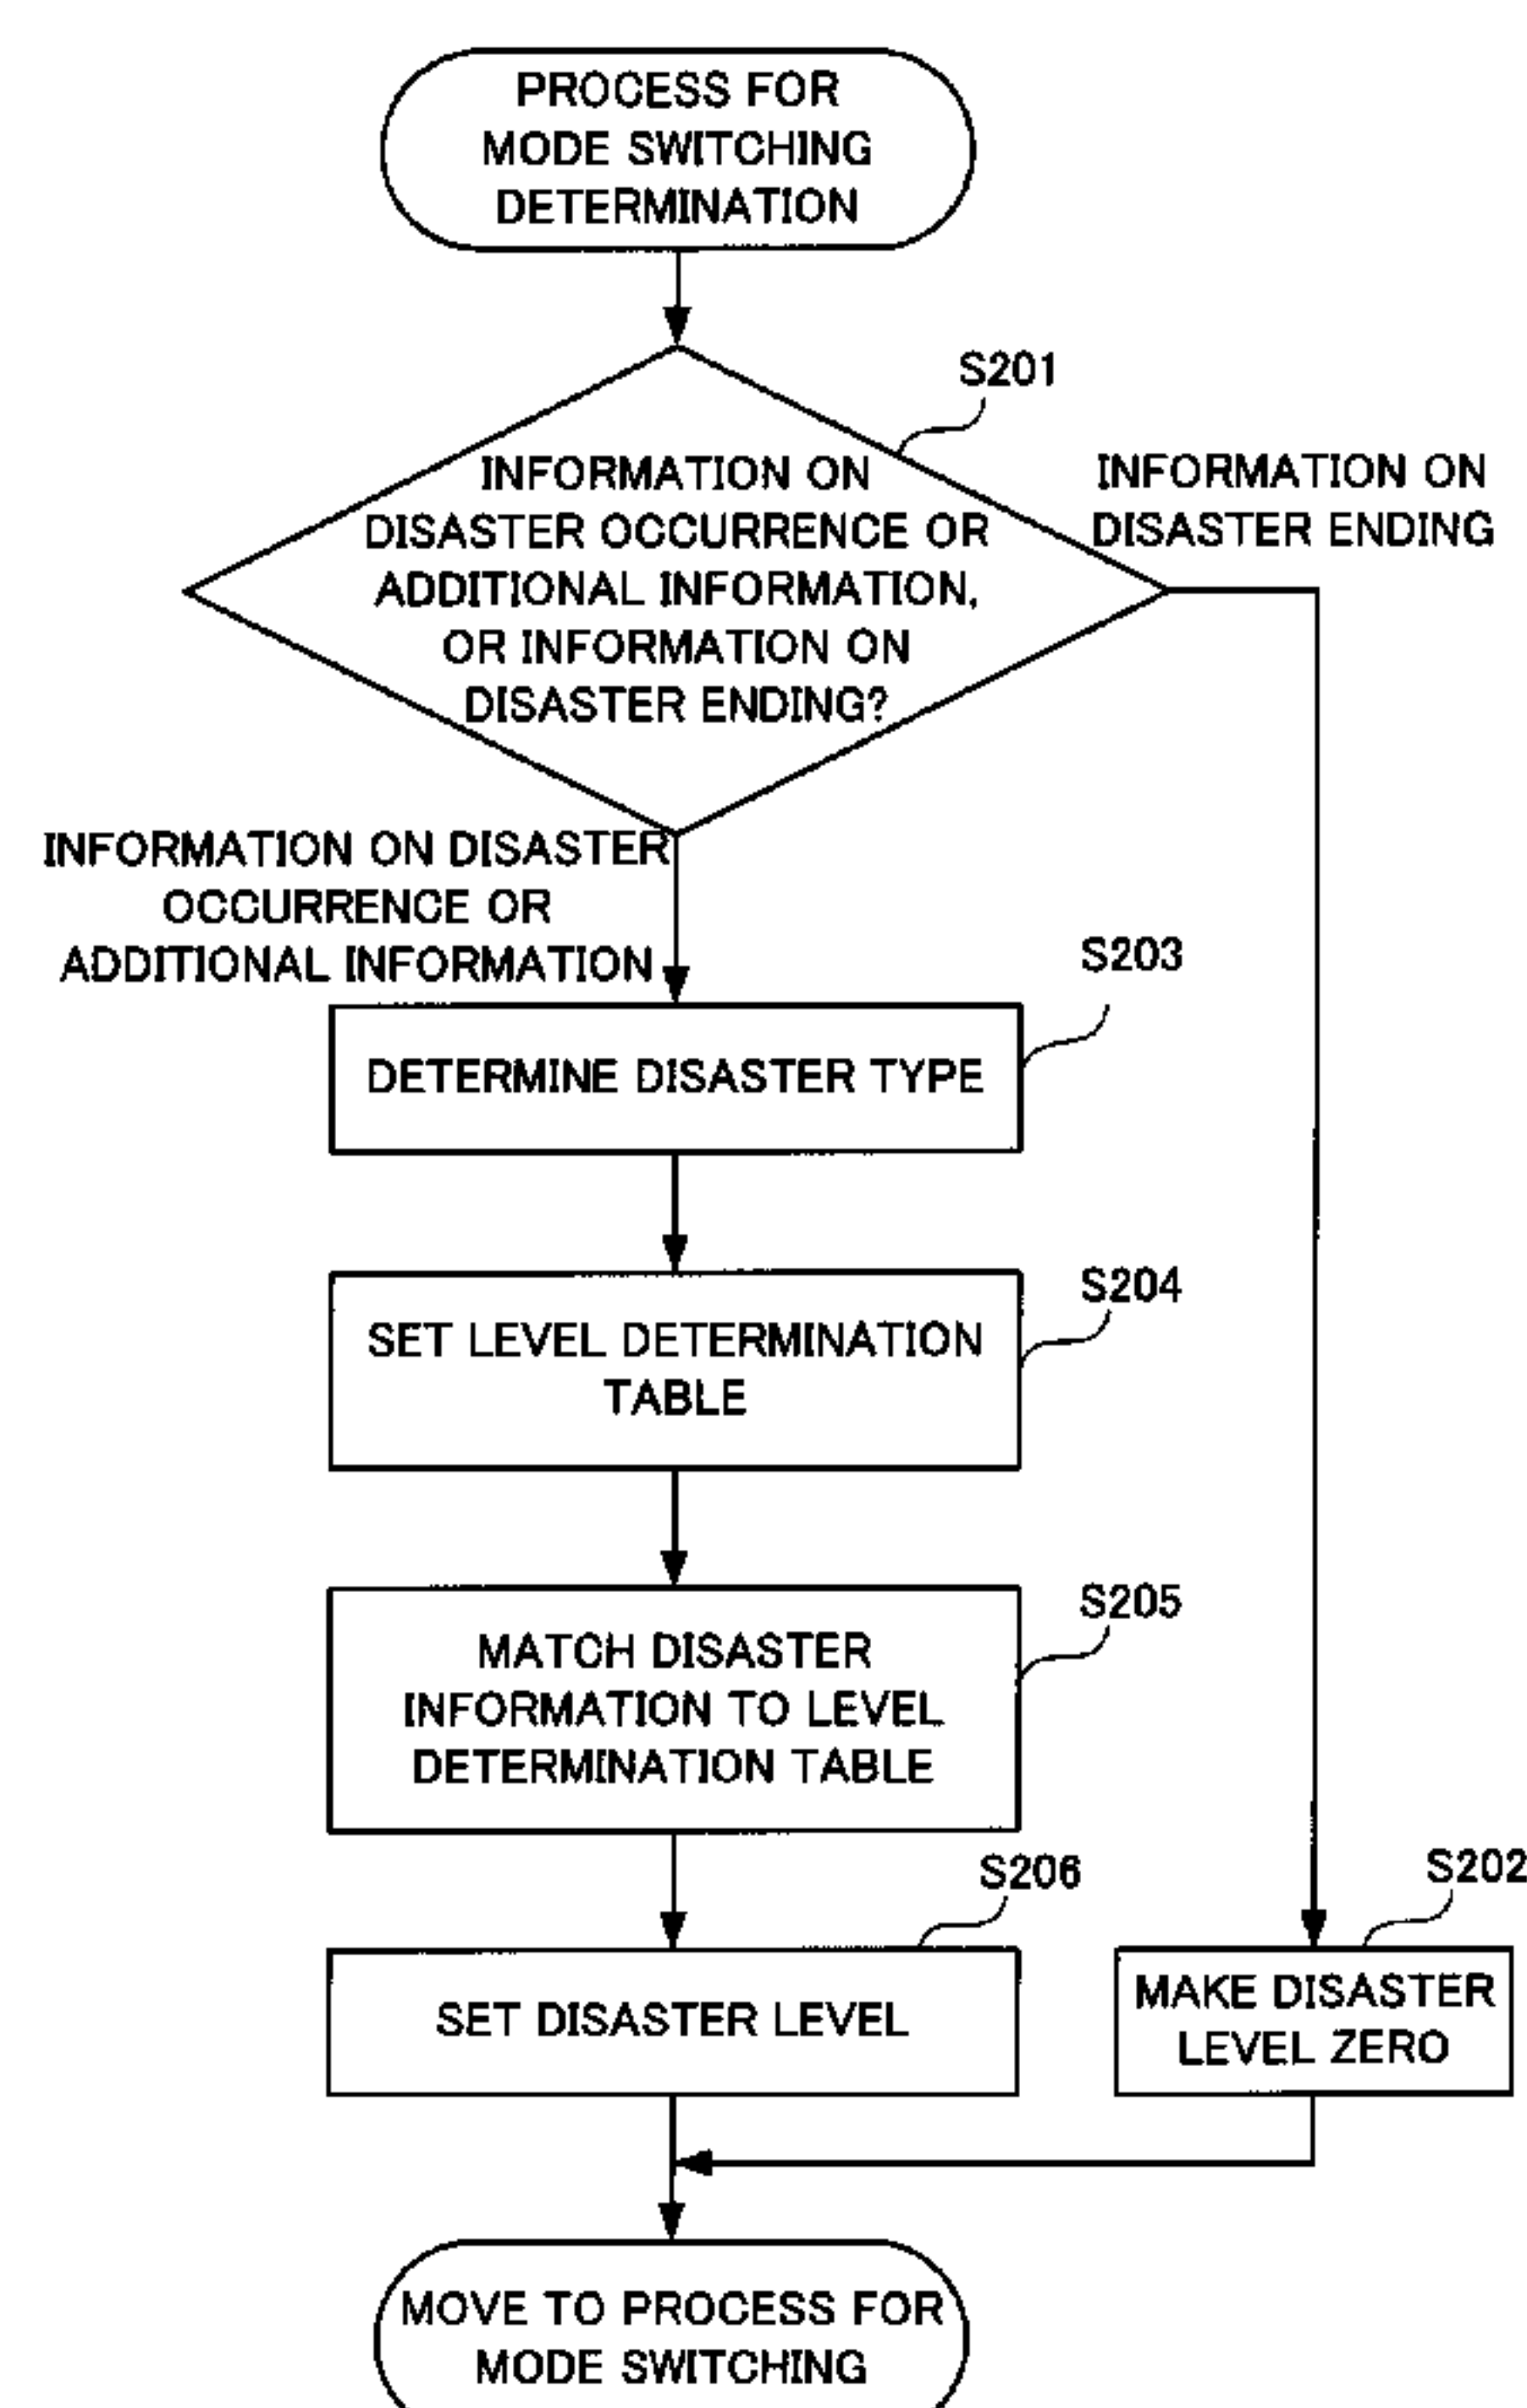 PROCESS FOR
MODE SWITCHING
DETERMINATION
S201
INFORMATION ON
DISASTER OCCURRENCE OR
ADDITIONAL INFORMATION,
OR INFORMATION ON
DISASTER ENDING?
INFORMATION ON
DISASTER ENDING
INFORMATION ON DISASTER
OCCURRENCE OR
ADDITIONAL INFORMATION
S203
DETERMINE DISASTER TYPE
S204
SET LEVEL DETERMINATION
TABLE
S205
MATCH DISASTER
INFORMATION TO LEVEL
DETERMINATION TABLE
S206
SET DISASTER LEVEL
S202
MAKE DISASTER
LEVEL ZERO
MOVE TO PROCESS FOR
MODE SWITCHING